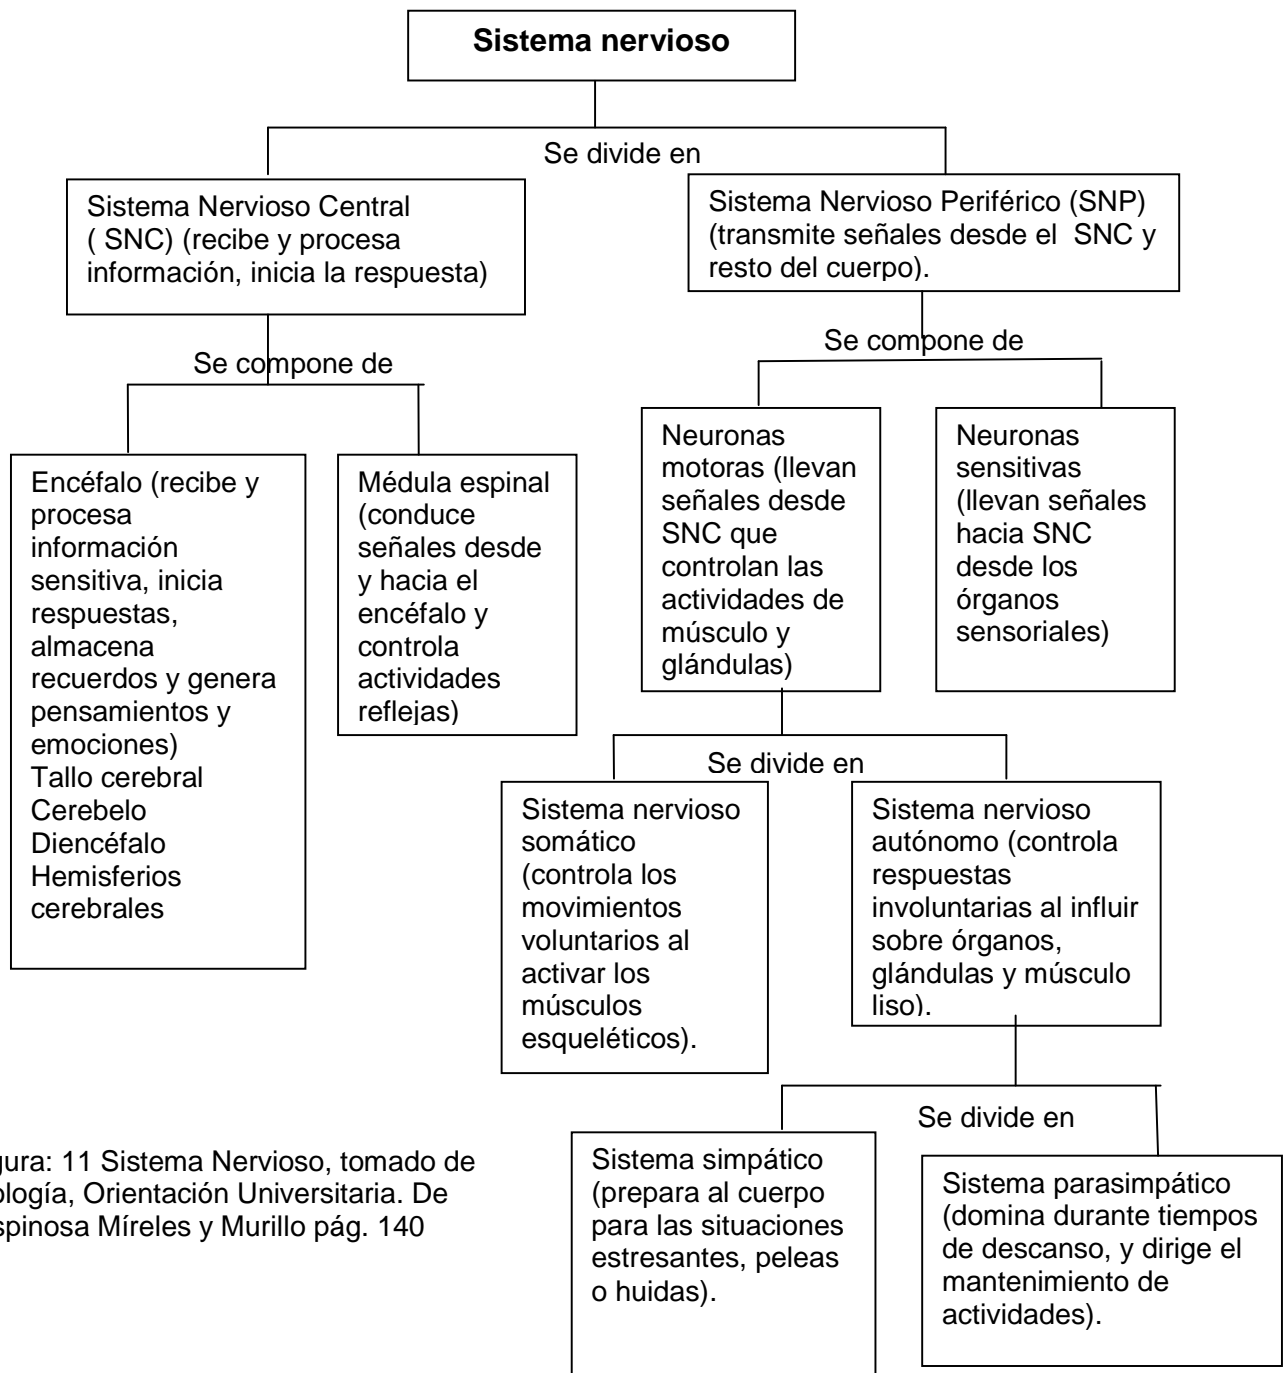 Sistema nervioso
Se divide en
Sistema Nervioso Central
( SNC) (recibe y procesa
información, inicia la respuesta)
Sistema Nervioso Periférico (SNP)
(transmite señales desde el SNC y
resto del cuerpo).
Se compone de
Se compone de
Encéfalo (recibe y
procesa
información
sensitiva, inicia
respuestas,
almacena
recuerdos y genera
pensamientos y
emociones)
Tallo cerebral
Cerebelo
Diencéfalo
Hemisferios
cerebrales
Médula espinal
(conduce
señales desde
y hacia el
encéfalo y
controla
actividades
reflejas)
Neuronas
motoras (llevan
señales desde
SNC que
controlan las
actividades de
músculo y
glándulas)
Neuronas
sensitivas
(llevan señales
hacia SNC
desde los
órganos
sensoriales)
Se divide en
Sistema nervioso
somático
(controla los
movimientos
voluntarios al
activar los
músculos
esqueléticos).
Sistema nervioso
autónomo (controla
respuestas
involuntarias al influir
sobre órganos,
glándulas y músculo
liso).
Se divide en
Sistema simpático
(prepara al cuerpo
para las situaciones
estresantes, peleas
o huidas).
Sistema parasimpático
(domina durante tiempos
de descanso, y dirige el
mantenimiento de
actividades).
gura: 11 Sistema Nervioso, tomado de
ología, Orientación Universitaria. De
spinosa Míreles y Murillo pág. 140